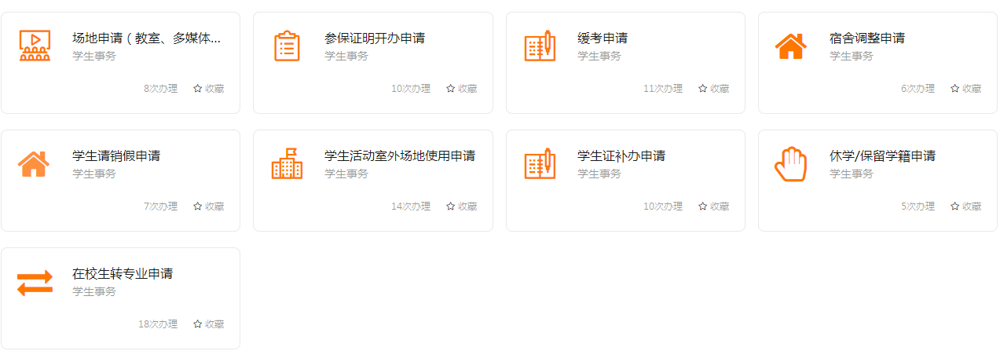 场地申请（教室、多媒体...
学生事务
8次办理 收藏
参保证明开办申请
学生事务
10次办理 收藏
缓考申请
学生事务
11次办理 收藏
宿舍调整申请
学生事务
6次办理 收藏
学生请销假申请
学生事务
7次办理 收藏
学生活动室外场地使用申请
学生事务
14次办理 收藏
学生证补办申请
学生事务
10次办理 收藏
休学/保留学籍申请
学生事务
5次办理 收藏
在校生转专业申请
学生事务
18次办理 收藏